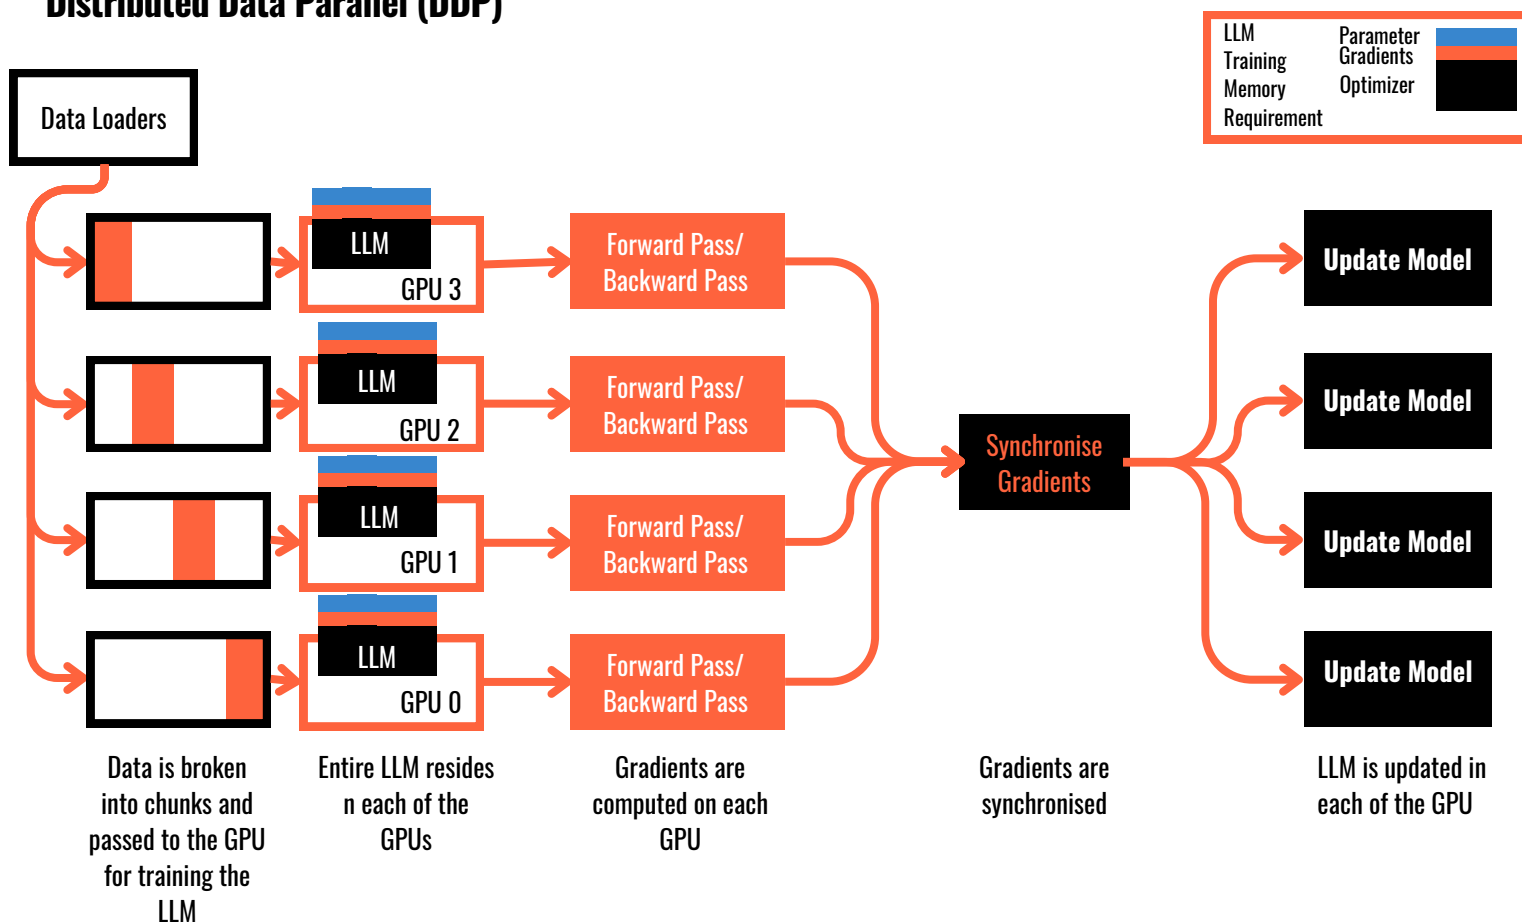 Distributed Data Parallel (DDP)
LLM
Training
Memory
Requirement
Parameter
Gradients
Optimizer
Data Loaders
LLM
GPU 3
Forward Pass/
Backward Pass
Update Model
LLM
GPU 2
Forward Pass/
Backward Pass
Update Model
Synchronise
Gradients
LLM
GPU 1
Forward Pass/
Backward Pass
Update Model
LLM
GPU 0
Forward Pass/
Backward Pass
Update Model
Data is broken
into chunks and
passed to the GPU
for training the
LLM
Entire LLM resides
n each of the
GPUs
Gradients are
computed on each
GPU
Gradients are
synchronised
LLM is updated in
each of the GPU